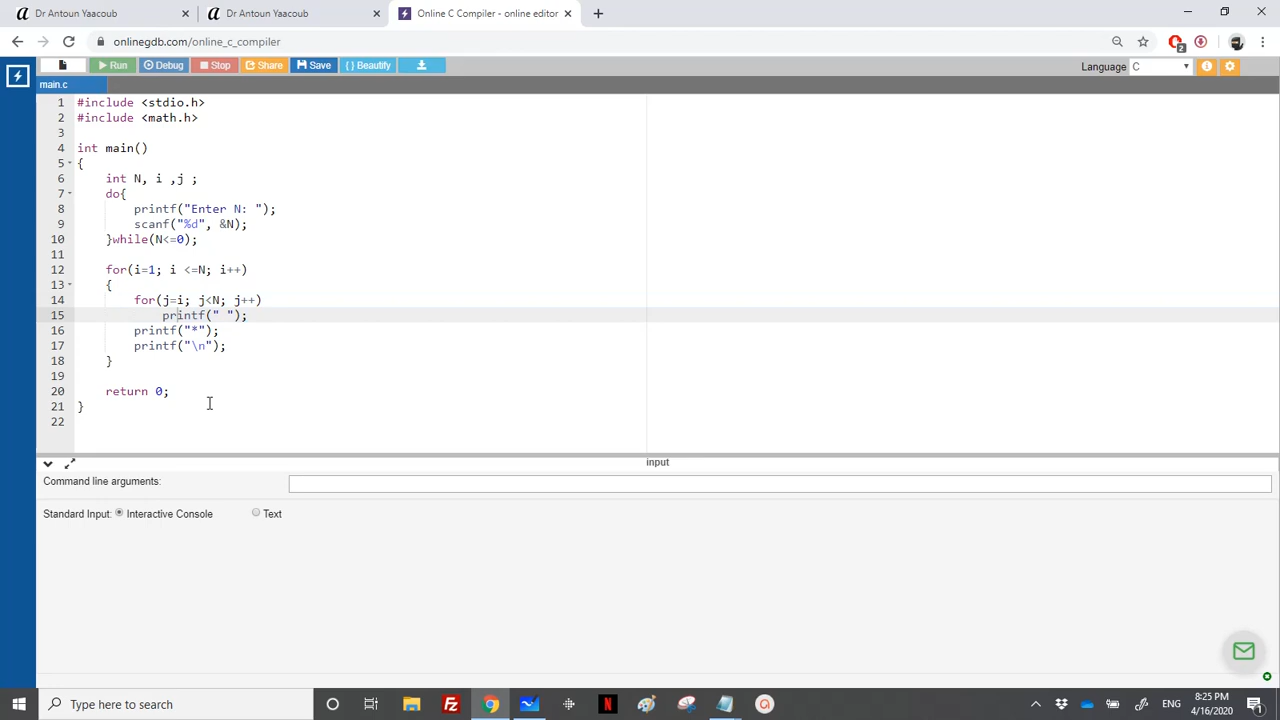 Dr Antoun Yaacoub
Dr Antoun Yaacoub
Online C Compiler - online editor
onlinegdb.com/online_c_compiler
2
Run
Debug
Stop
Share
Save
{ } Beautify
Language C
main.c
1 #include <stdio.h>
2 #include <math.h>
3
4 int main()
5 {
6 int N, i ,j ;
7 do{
8 printf("Enter N: ");
9 scanf("%d", &N);
10 }while(N<=0);
11
12 for(i=1; i <=N; i++)
13 {
14 for(j=i; j<N; j++)
15 printf(" ");
16 printf("*");
17 printf("\n");
18 }
19
20 return 0;
21 }
22
input
Command line arguments:
Standard Input: Interactive Console Text
Type here to search
ENG
8:25 PM
4/16/2020
1